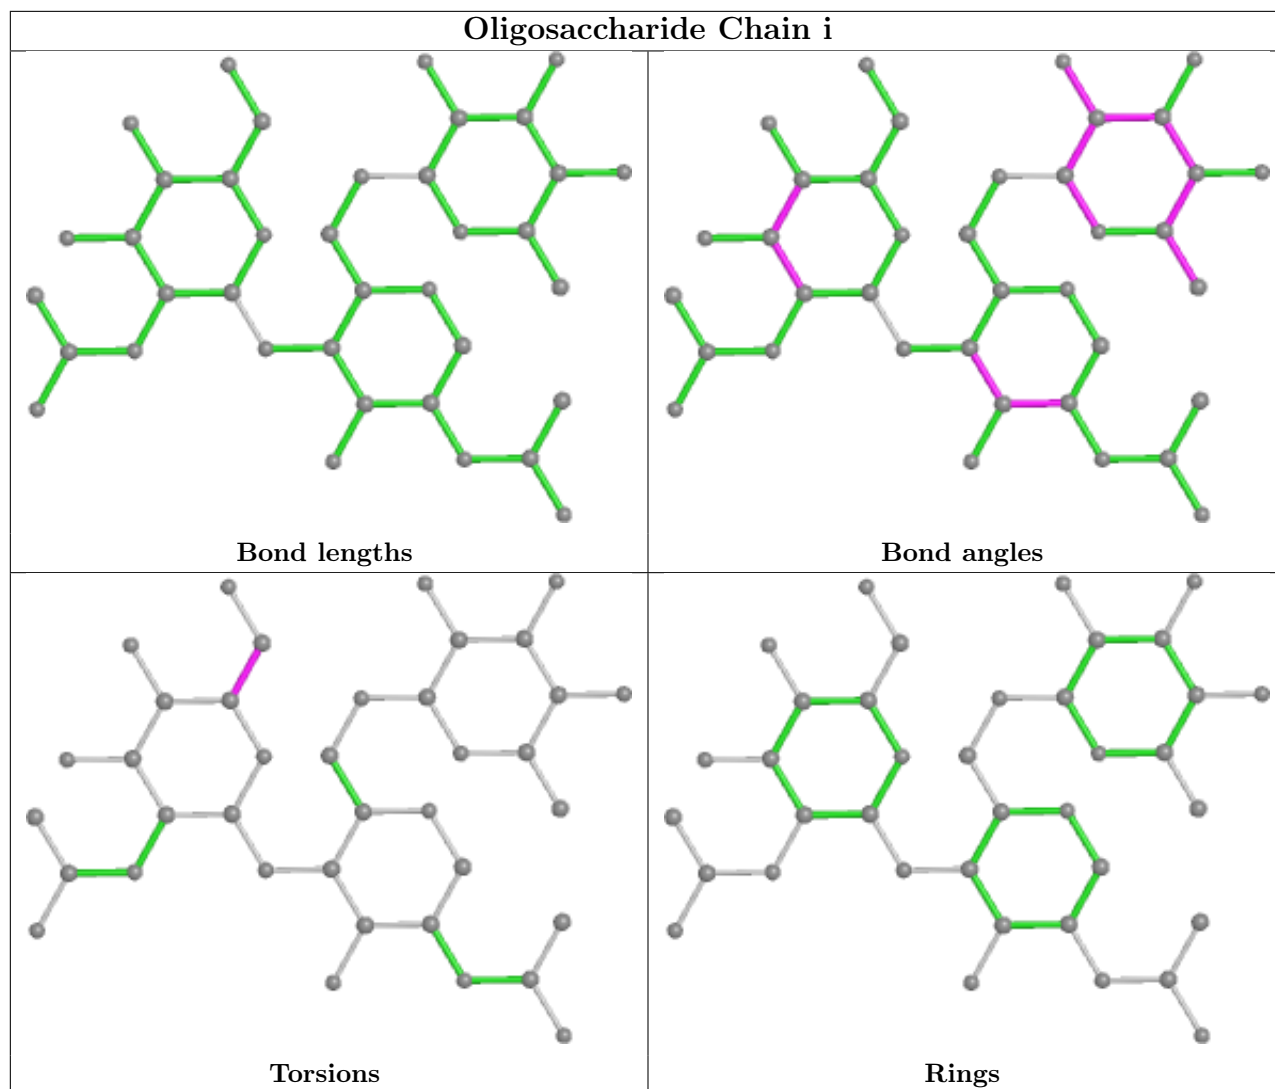 Oligosaccharide Chain i
Bond lengths
Bond angles
Torsions
Rings